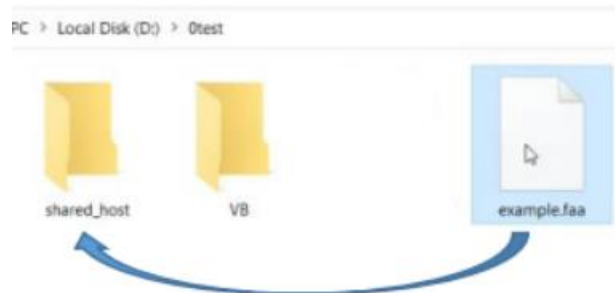 PC > Local Disk (D:) > 0test
shared_host VB example.faa